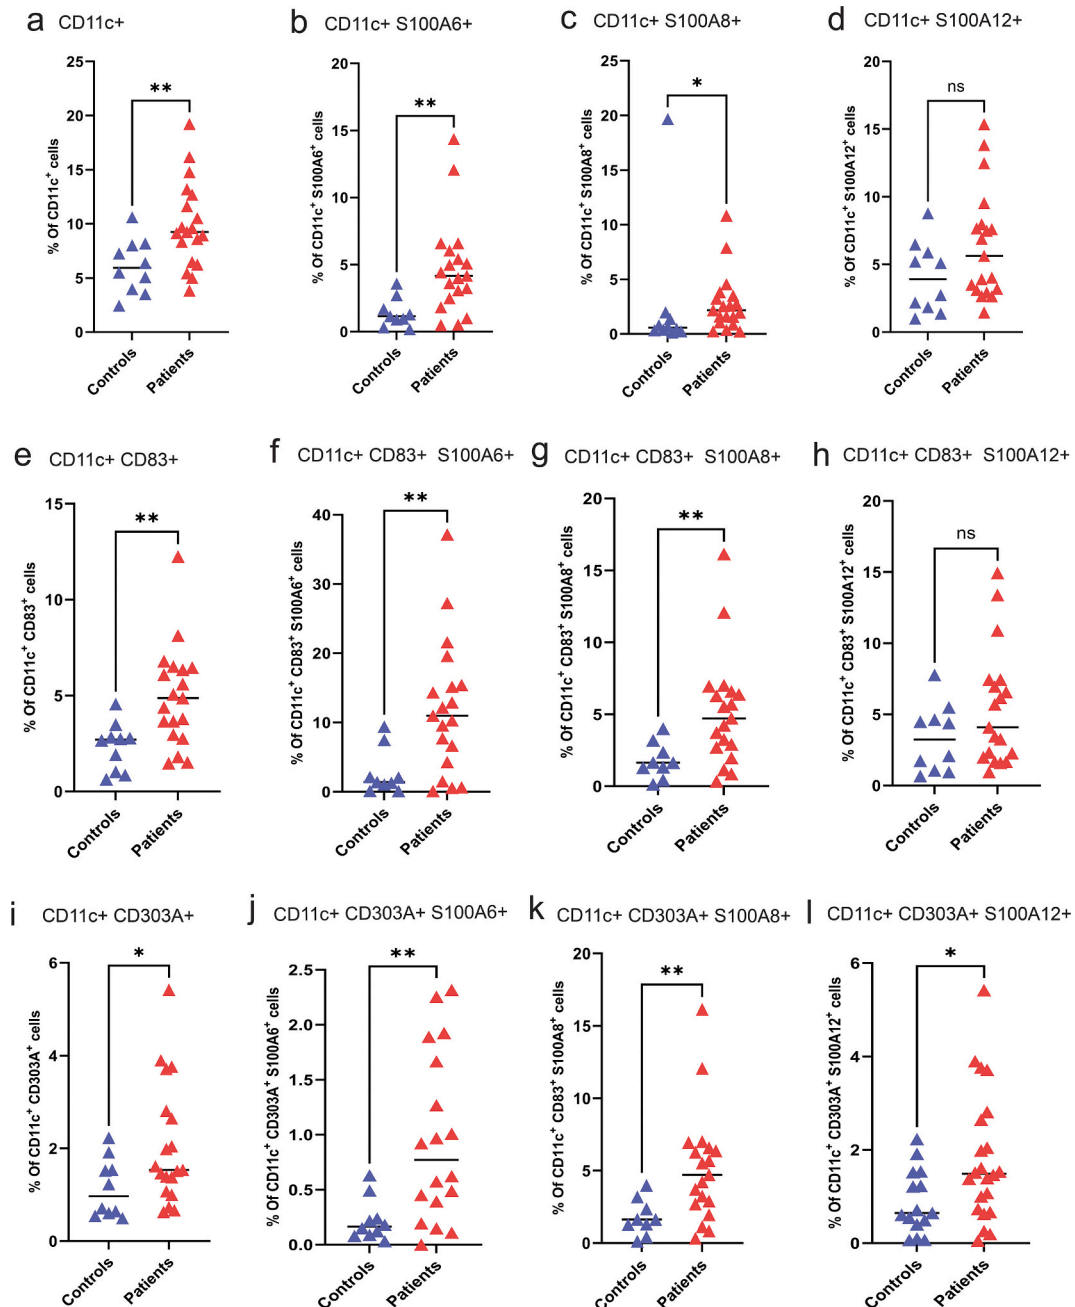 a CD11c+
b CD11c+ S100A6+
c CD11c+ S100A8+
d CD11c+ S100A12+
% Of CD11c⁺ cells
25
20
15
10
5
0
**
Controls
Patients
% Of CD11c⁺ S100A6⁺ cells
20
15
10
5
0
**
Controls
Patients
% Of CD11c⁺ S100A8⁺ cells
25
20
15
10
5
0
*
Controls
Patients
% Of CD11c⁺ S100A12⁺ cells
20
15
10
5
0
ns
Controls
Patients
e CD11c+ CD83+
f CD11c+ CD83+ S100A6+
g CD11c+ CD83+ S100A8+
h CD11c+ CD83+ S100A12+
% Of CD11c⁺ CD83⁺ cells
15
10
5
0
**
Controls
Patients
% Of CD11c⁺ CD83⁺ S100A6⁺ cells
40
30
20
10
0
**
Controls
Patients
% Of CD11c⁺ CD83⁺ S100A8⁺ cells
20
15
10
5
0
**
Controls
Patients
% Of CD11c⁺ CD83⁺ S100A12⁺ cells
20
15
10
5
0
ns
Controls
Patients
i CD11c+ CD303A+
j CD11c+ CD303A+ S100A6+
k CD11c+ CD303A+ S100A8+
l CD11c+ CD303A+ S100A12+
% Of CD11c⁺ CD303A⁺ cells
6
4
2
0
*
Controls
Patients
% Of CD11c⁺ CD303A⁺ S100A6⁺ cells
2.5
2.0
1.5
1.0
0.5
0.0
**
Controls
Patients
% Of CD11c⁺ CD83⁺ S100A8⁺ cells
20
15
10
5
0
**
Controls
Patients
% Of CD11c⁺ CD303A⁺ S100A12⁺ cells
6
4
2
0
*
Controls
Patients